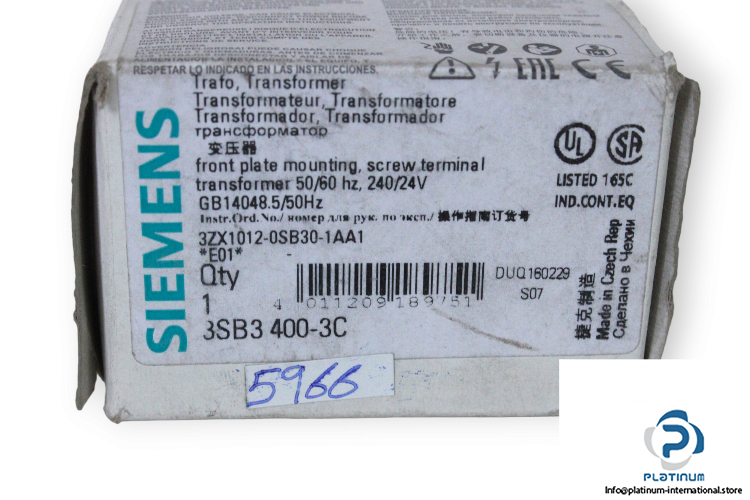 RESPETAR LO INDICADO EN LAS INSTRUCCIONES.
EAC CE
SIEMENS
Trafo, Transformer
Transformateur, Transformatore
Transformador, Transformador
трансформатор
变压器
front plate mounting, screw terminal
transformer 50/60 hz, 240/24V
GB14048.5/50Hz
Instr.Ord.No./ номер для рук. по эксп./ 操作指南订货号
3ZX1012-0SB30-1AA1
*E01*
Qty
1
4 011209 189751
3SB3 400-3C
UL SA
LISTED 165C
IND.CONT.EQ
DUQ160229
S07
捷克制造
Made in Czech Rep
Сделано в Чехии
5966
PLATINUM
Info@platinum-international.store